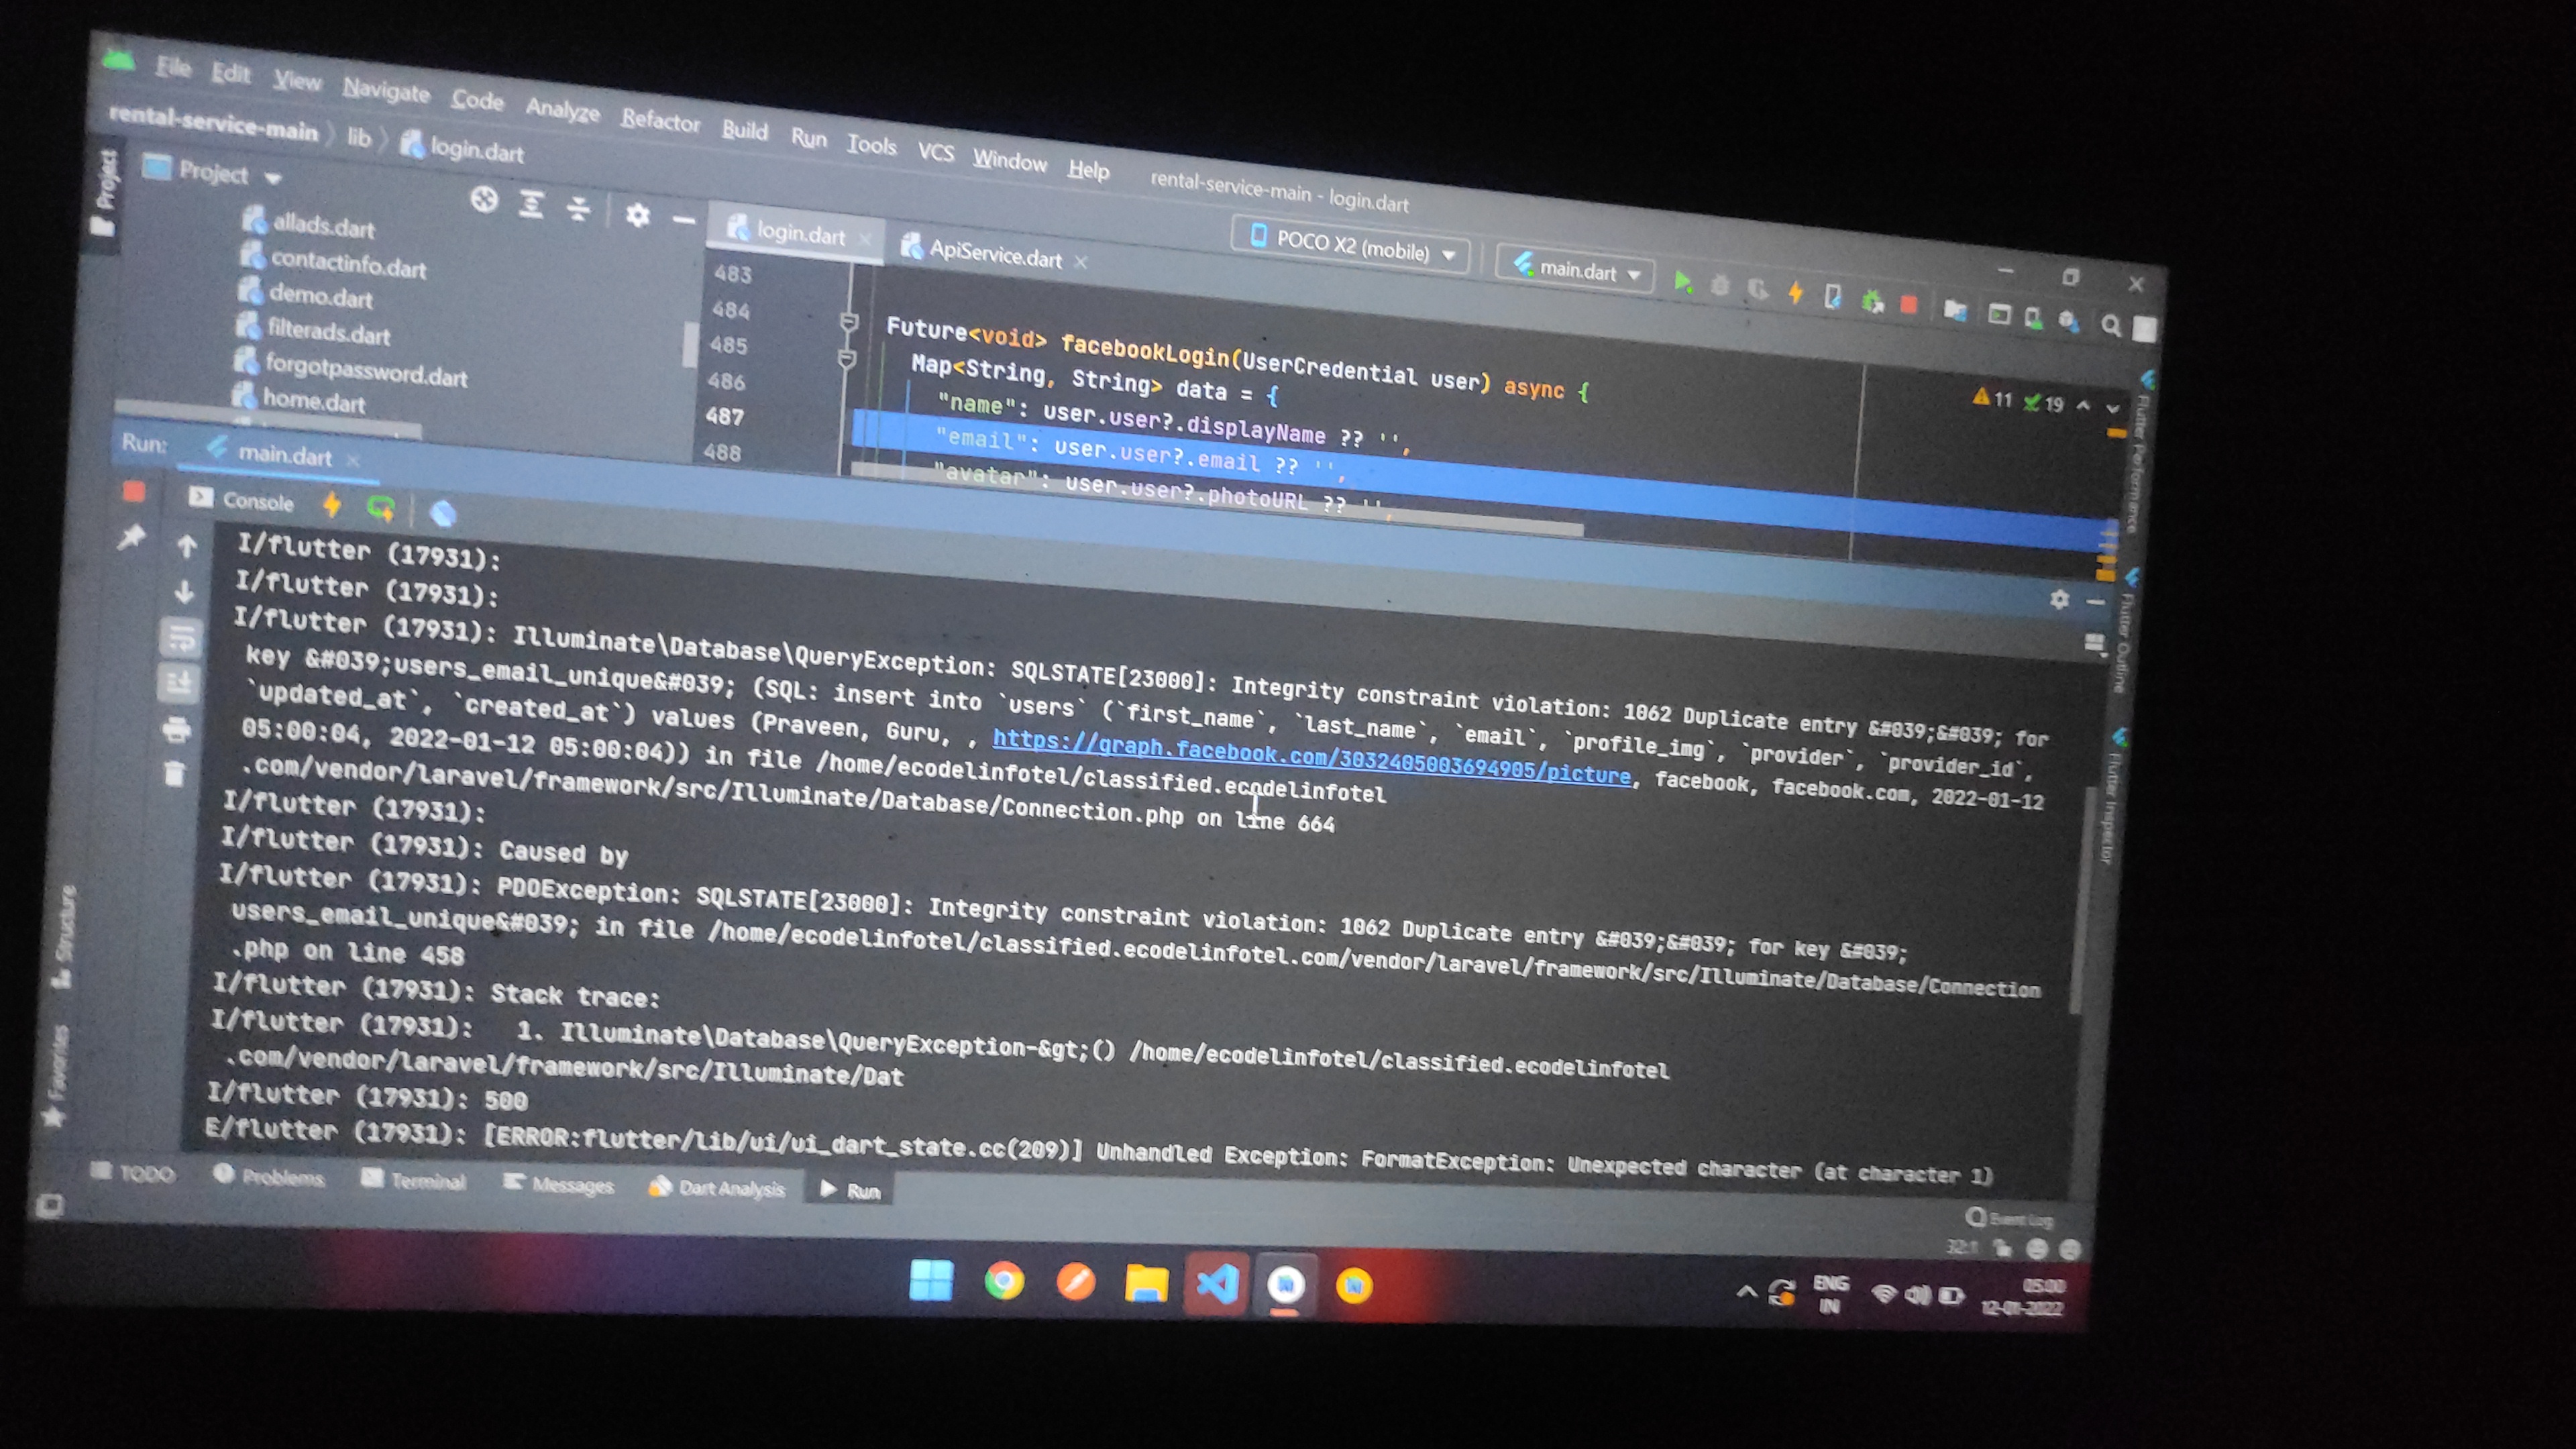 File Edit View Navigate Code Analyze Refactor Build Run Tools VCS Window Help rental-service-main - login.dart
rental-service-main lib login.dart
POCO X2 (mobile) main.dart
Project
Project
allads.dart
contactinfo.dart
demo.dart
filterads.dart
forgotpassword.dart
home.dart
login.dart ApiService.dart
483
484
485
486
487
488
Future<void> facebookLogin(UserCredential user) async {
Map<String, String> data = {
"name": user.user?.displayName ?? '',
"email": user.user?.email ?? '',
"avatar": user.user?.photoURL ?? '',
11 19
Flutter Performance
Flutter Outline
Flutter Inspector
Run: main.dart
Console
I/flutter (17931):
I/flutter (17931):
I/flutter (17931): Illuminate\Database\QueryException: SQLSTATE[23000]: Integrity constraint violation: 1062 Duplicate entry &#039;&#039; for
key &#039;users_email_unique&#039; (SQL: insert into `users` (`first_name`, `last_name`, `email`, `profile_img`, `provider`, `provider_id`,
`updated_at`, `created_at`) values (Praveen, Guru, , https://graph.facebook.com/3032405003694905/picture, facebook, facebook.com, 2022-01-12
05:00:04, 2022-01-12 05:00:04)) in file /home/ecodelinfotel/classified.ecodelinfotel
.com/vendor/laravel/framework/src/Illuminate/Database/Connection.php on line 664
I/flutter (17931):
I/flutter (17931): Caused by
I/flutter (17931): PDOException: SQLSTATE[23000]: Integrity constraint violation: 1062 Duplicate entry &#039;&#039; for key &#039;
users_email_unique&#039; in file /home/ecodelinfotel/classified.ecodelinfotel.com/vendor/laravel/framework/src/Illuminate/Database/Connection
.php on line 458
I/flutter (17931): Stack trace:
I/flutter (17931): 1. Illuminate\Database\QueryException-&gt;() /home/ecodelinfotel/classified.ecodelinfotel
.com/vendor/laravel/framework/src/Illuminate/Dat
I/flutter (17931): 500
E/flutter (17931): [ERROR:flutter/lib/ui/ui_dart_state.cc(209)] Unhandled Exception: FormatException: Unexpected character (at character 1)
Structure
Favorites
TODO Problems Terminal Messages Dart Analysis Run
Event Log
32:1
ENG
IN
05:00
12-01-2022